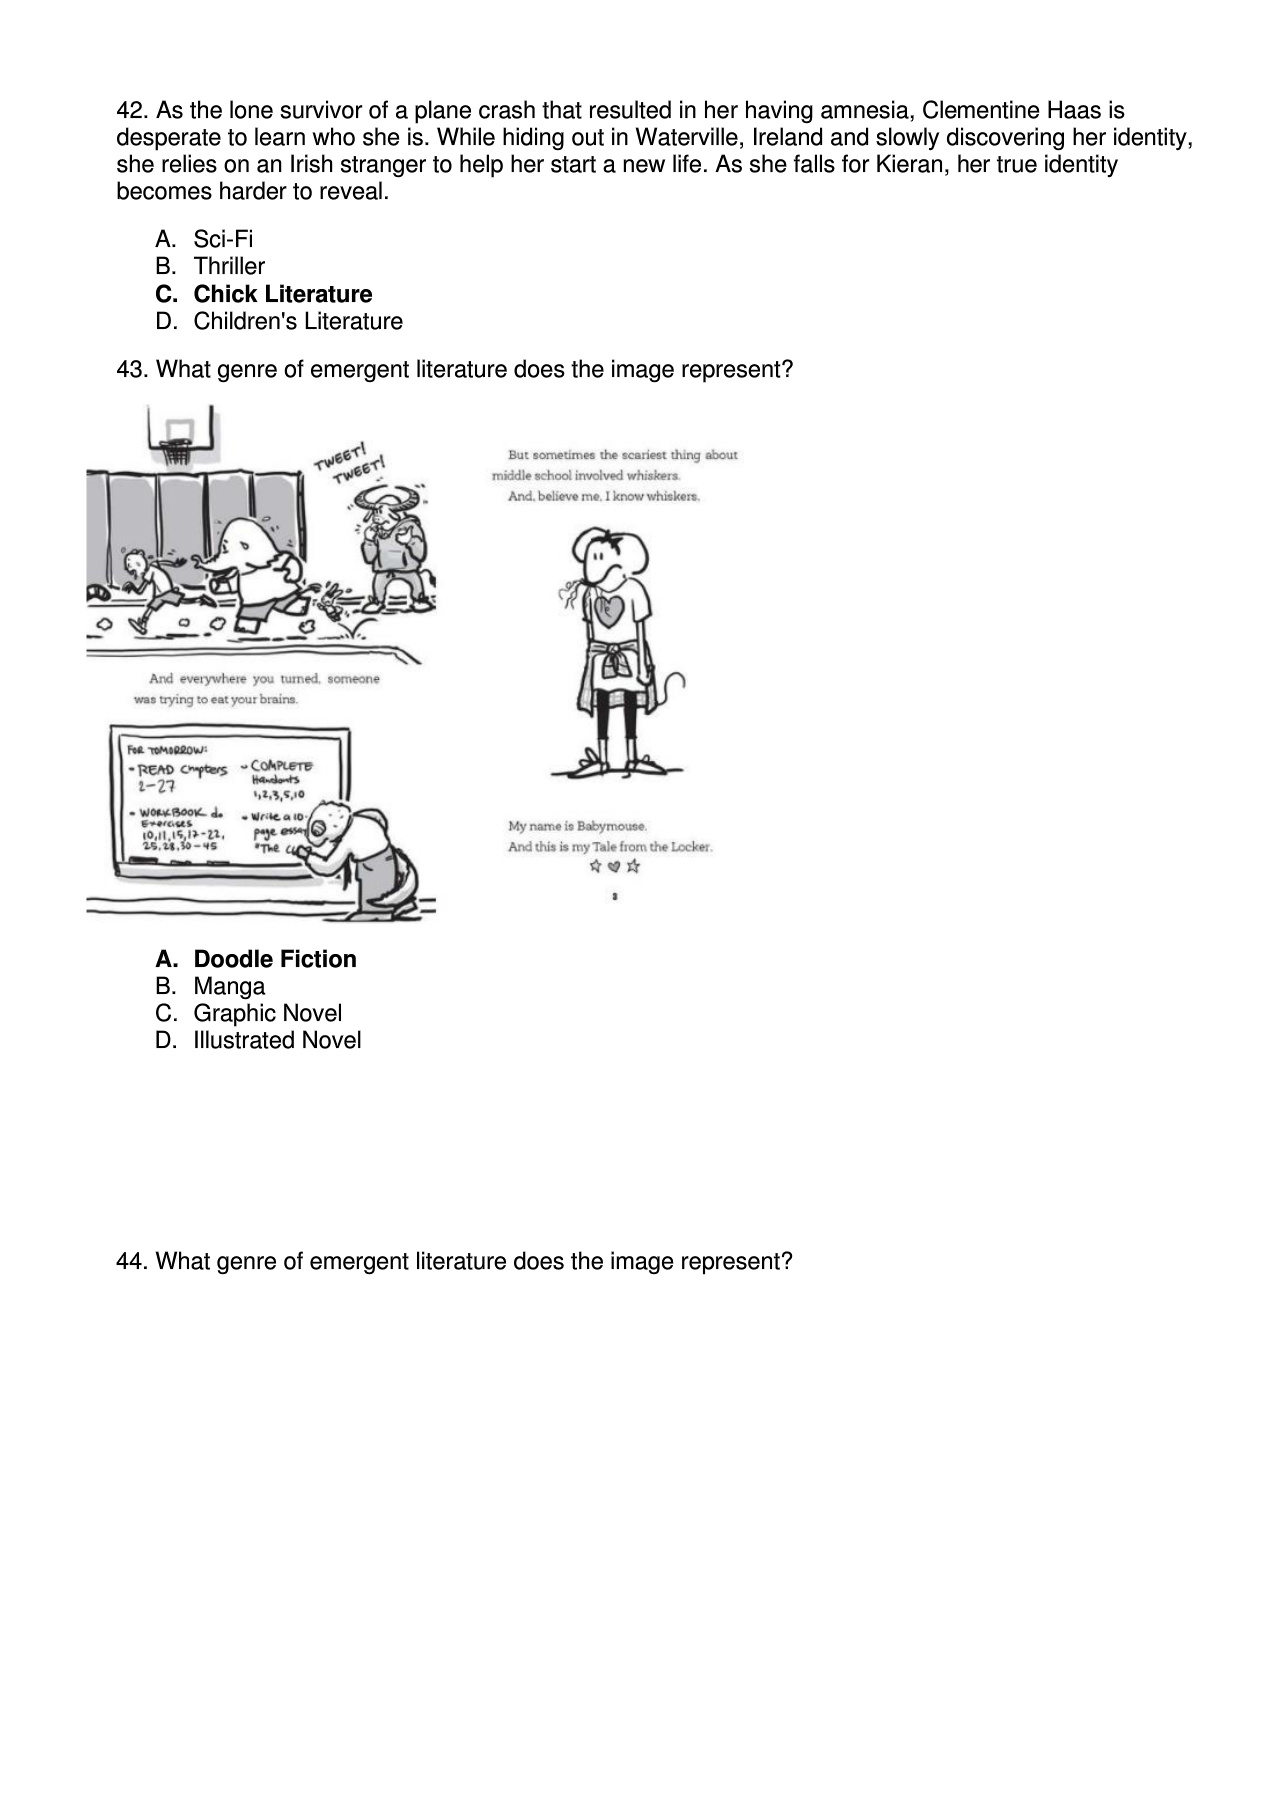 42. As the lone survivor of a plane crash that resulted in her having amnesia, Clementine Haas is
desperate to learn who she is. While hiding out in Waterville, Ireland and slowly discovering her identity,
she relies on an Irish stranger to help her start a new life. As she falls for Kieran, her true identity
becomes harder to reveal.
A. Sci-Fi
B. Thriller
C. Chick Literature
D. Children's Literature
43. What genre of emergent literature does the image represent?
TWEET!
TWEET!
And everywhere you turned, someone
was trying to eat your brains.
FOR TOMORROW:
- READ Chapters
2-27
- WORKBOOK do
Exercises
10,11,15,17-22,
25,28,30-45
- COMPLETE
Handouts
1,2,3,5,10
- Write a 10-
page essay
"The
But sometimes the scariest thing about
middle school involved whiskers.
And, believe me, I know whiskers.
My name is Babymouse.
And this is my Tale from the Locker.
A. Doodle Fiction
B. Manga
C. Graphic Novel
D. Illustrated Novel
44. What genre of emergent literature does the image represent?